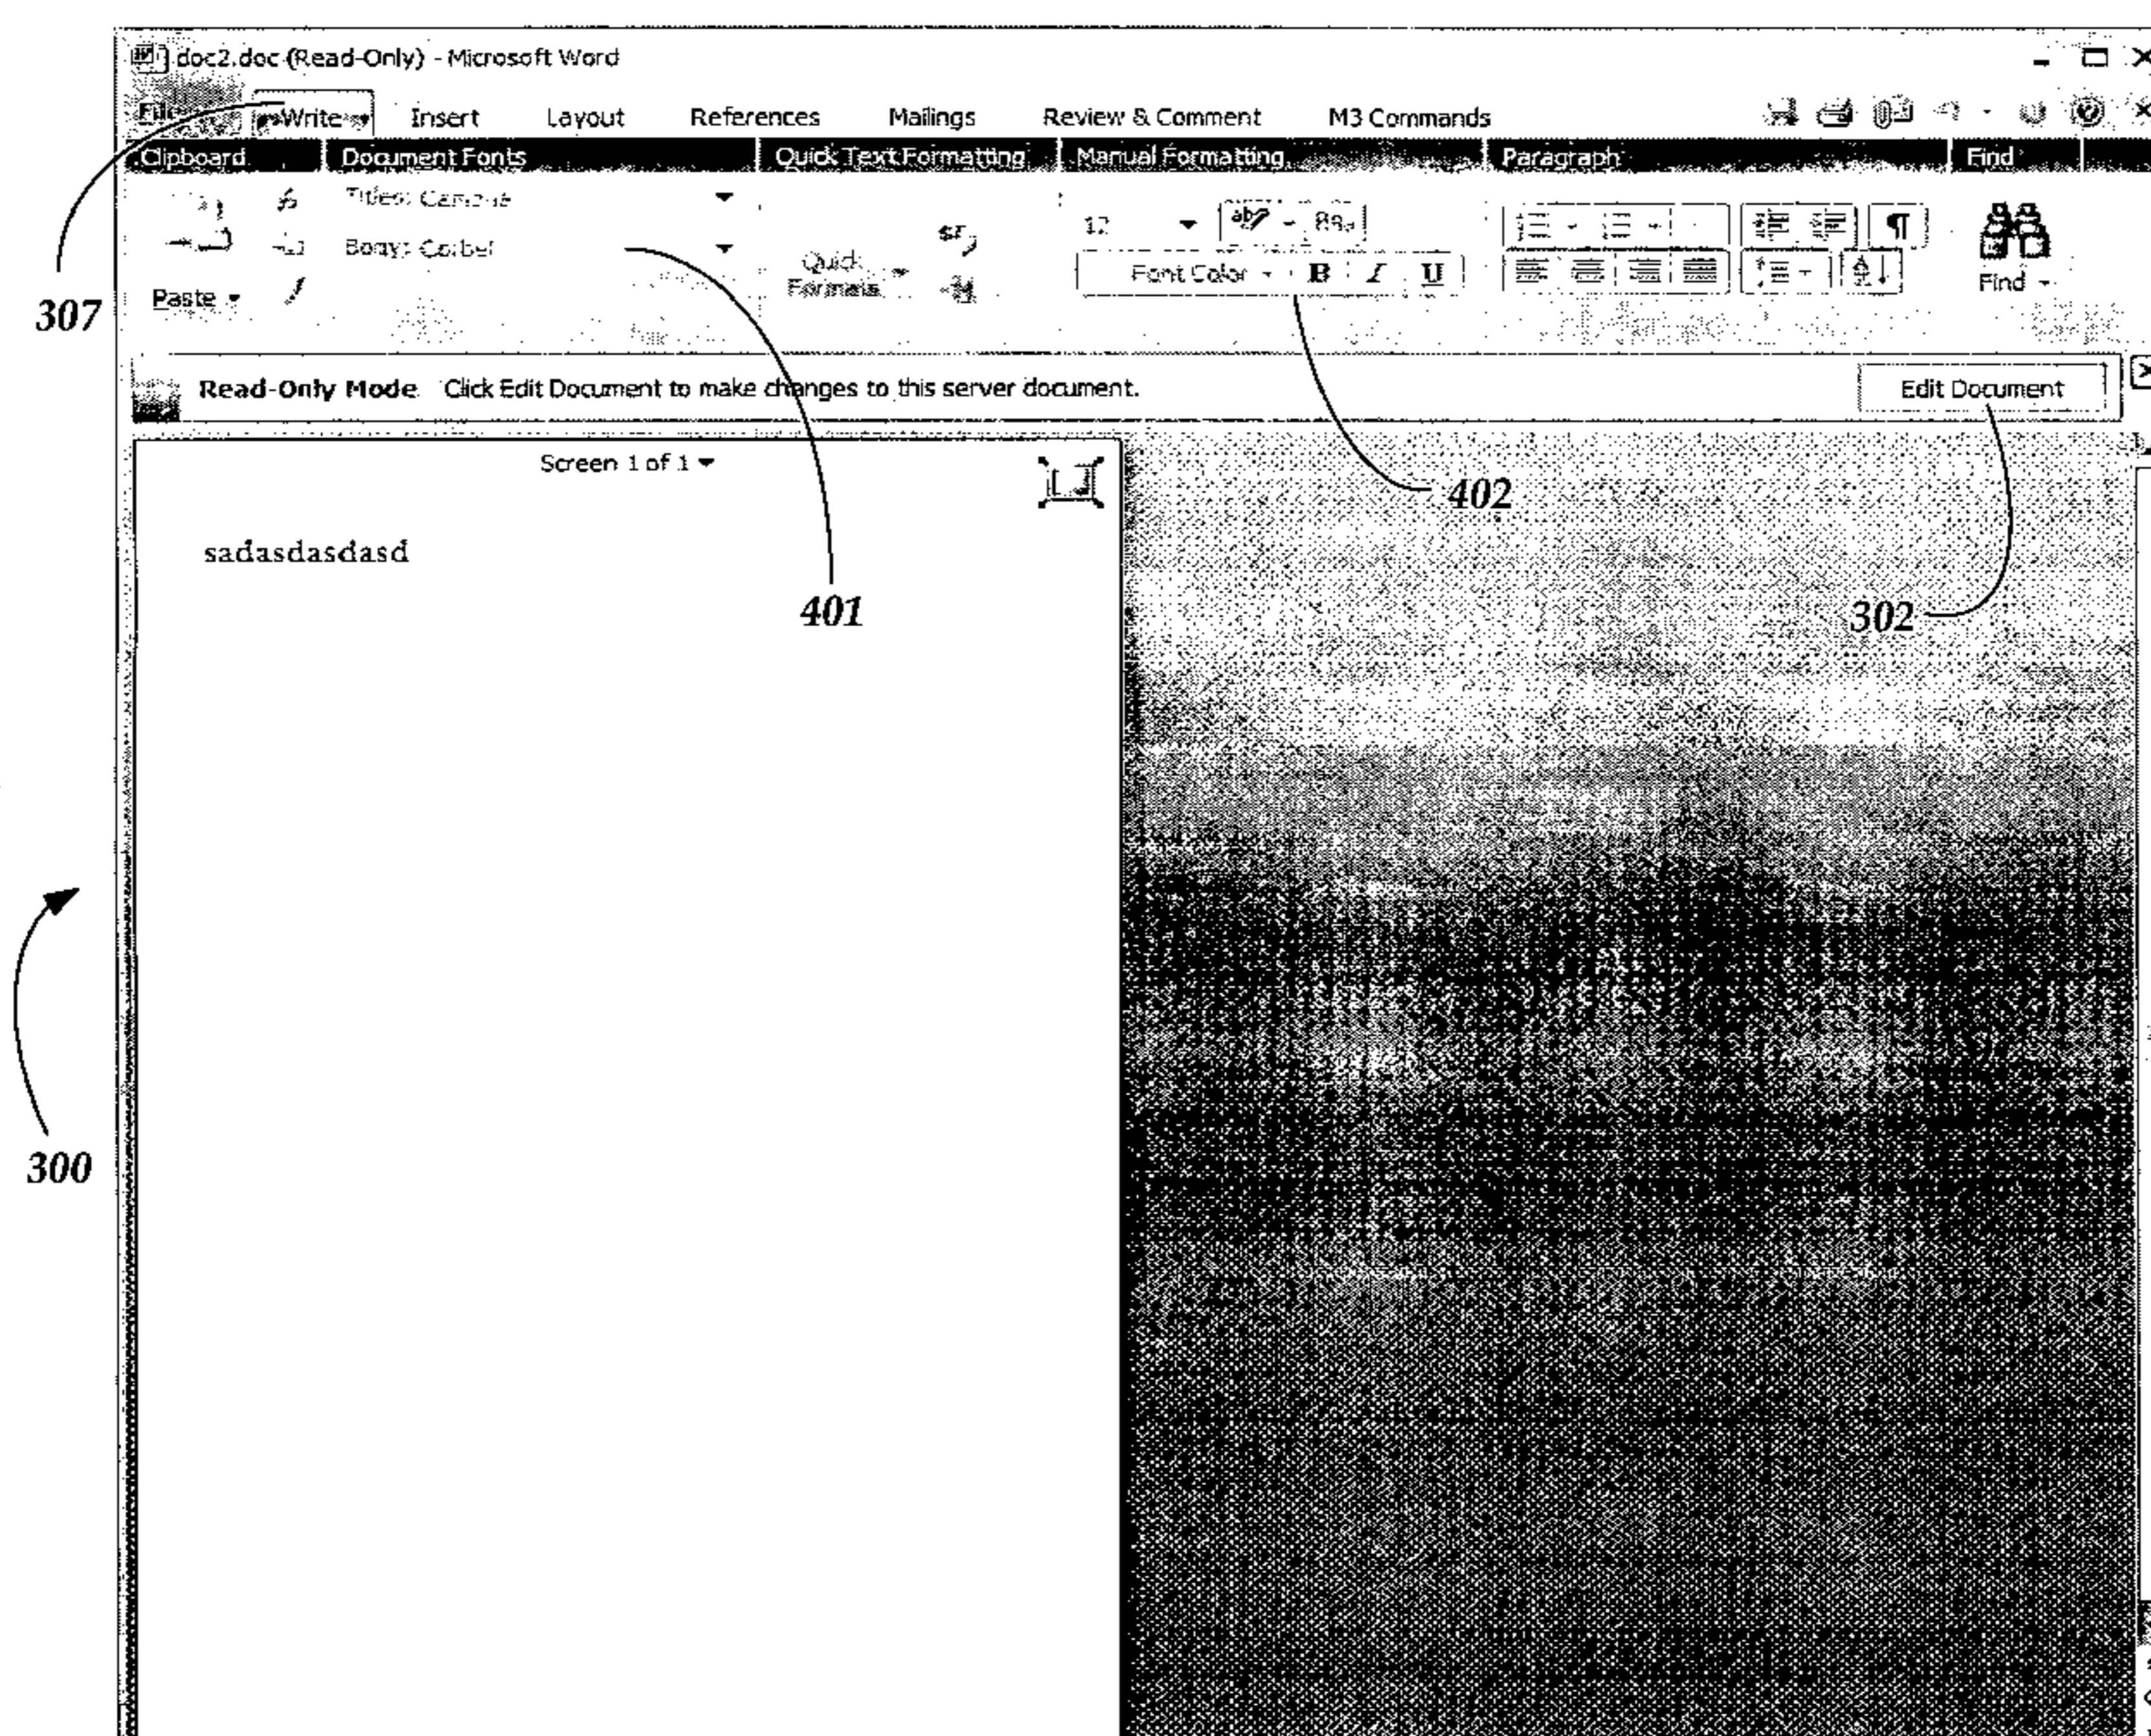 doc2.doc (Read-Only) - Microsoft Word
File Write Insert Layout References Mailings Review & Comment M3 Commands
Clipboard Document Fonts Quick Text Formatting Manual Formatting Paragraph Find
Titles:
Body: Corbel
12
Quick
Formats
Font Color B I U
¶
Paste
Find
307
Read-Only Mode Click Edit Document to make changes to this server document.
Edit Document
Screen 1 of 1
402
sadasdasdasd
401
302
300